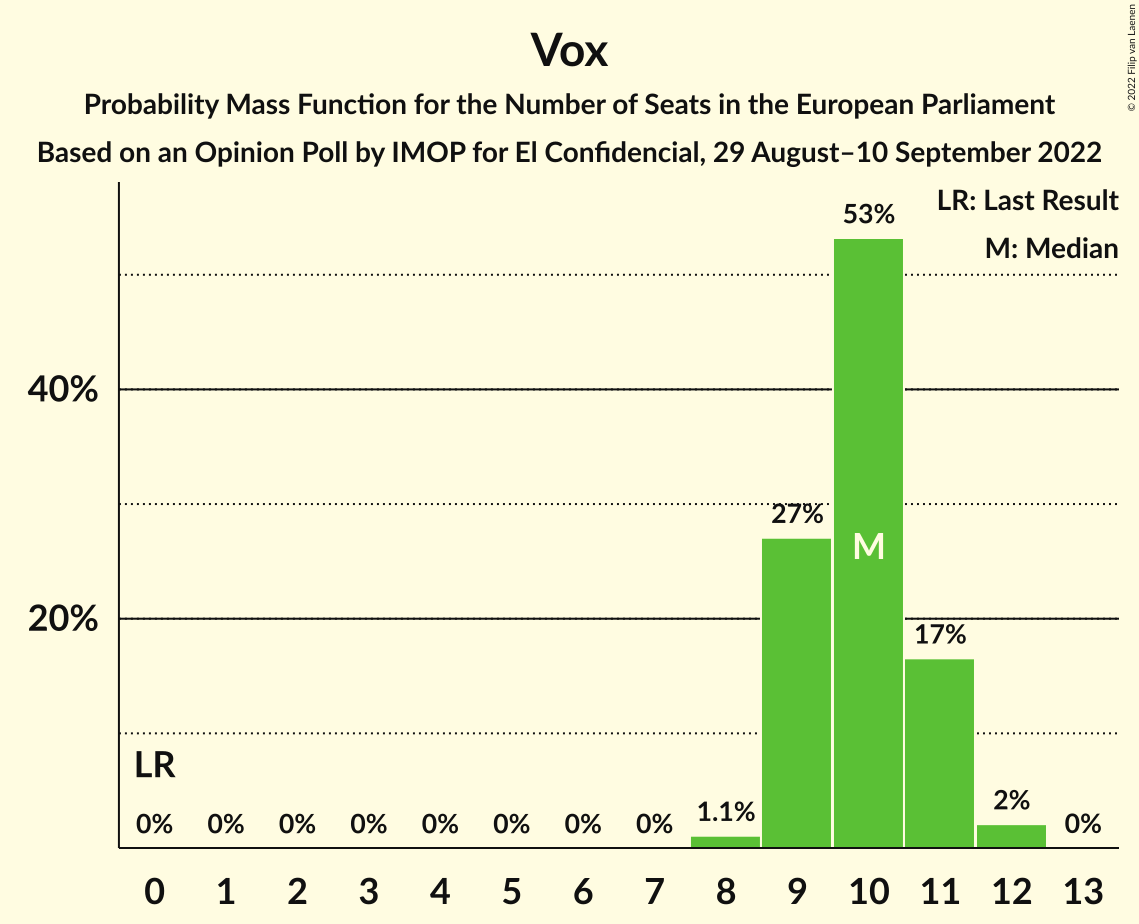 Vox
Probability Mass Function for the Number of Seats in the European Parliament
Based on an Opinion Poll by IMOP for El Confidencial, 29 August–10 September 2022
© 2022 Filip van Laenen
LR: Last Result
M: Median
53%
40%
27%
M
20%
17%
LR
0% 0% 0% 0% 0% 0% 0% 0% 1.1% 2% 0%
0 1 2 3 4 5 6 7 8 9 10 11 12 13